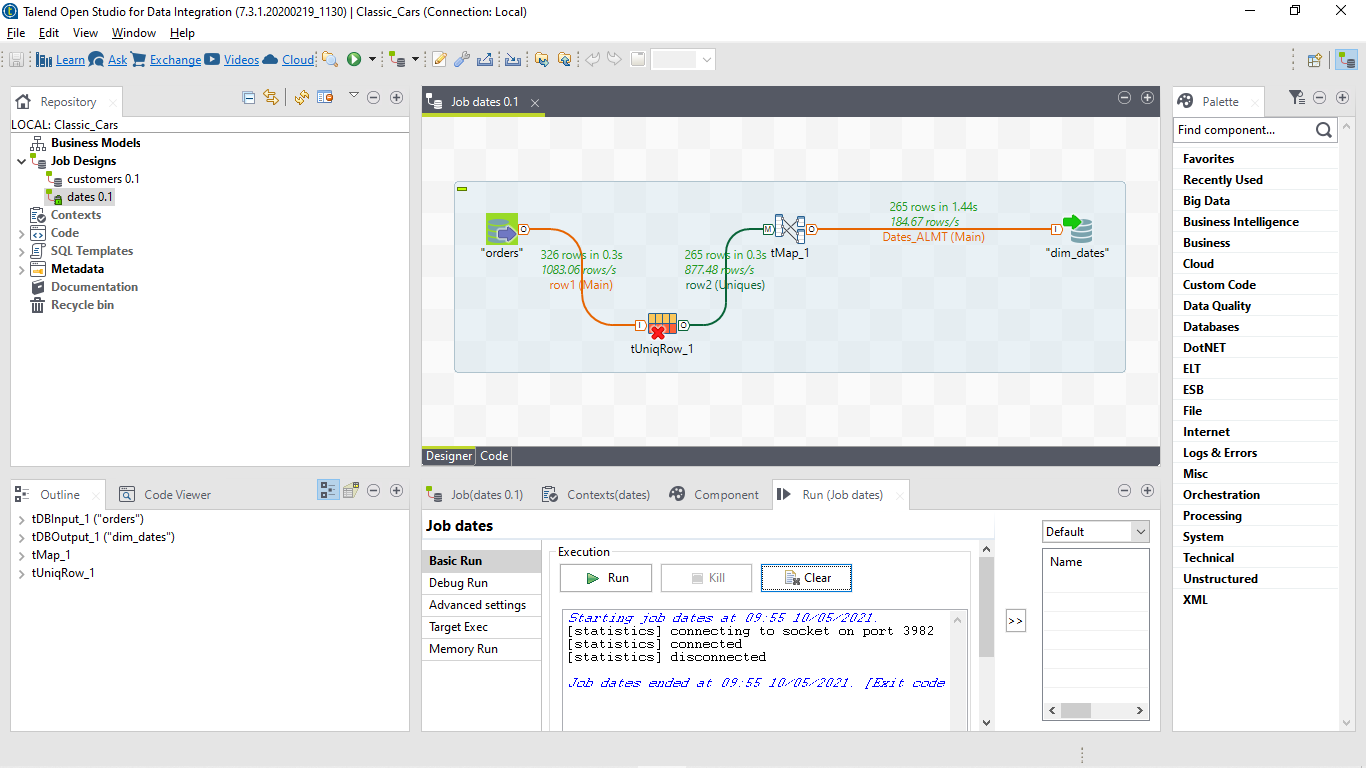 Talend Open Studio for Data Integration (7.3.1.20200219_1130) | Classic_Cars (Connection: Local)
File Edit View Window Help
Learn Ask Exchange Videos Cloud
Repository
LOCAL: Classic_Cars
Business Models
Job Designs
customers 0.1
dates 0.1
Contexts
Code
SQL Templates
Metadata
Documentation
Recycle bin
Job dates 0.1
"orders"
326 rows in 0.3s
1083.06 rows/s
row1 (Main)
tUniqRow_1
265 rows in 0.3s
877.48 rows/s
row2 (Uniques)
tMap_1
265 rows in 1.44s
184.67 rows/s
Dates_ALMT (Main)
"dim_dates"
Designer Code
Palette
Find component...
Favorites
Recently Used
Big Data
Business Intelligence
Business
Cloud
Custom Code
Data Quality
Databases
DotNET
ELT
ESB
File
Internet
Logs & Errors
Misc
Orchestration
Processing
System
Technical
Unstructured
XML
Outline Code Viewer
tDBInput_1 ("orders")
tDBOutput_1 ("dim_dates")
tMap_1
tUniqRow_1
Job(dates 0.1) Contexts(dates) Component Run (Job dates)
Job dates
Basic Run
Debug Run
Advanced settings
Target Exec
Memory Run
Execution
Run Kill Clear
Starting job dates at 09:55 10/05/2021.
[statistics] connecting to socket on port 3982
[statistics] connected
[statistics] disconnected
Job dates ended at 09:55 10/05/2021. [Exit code
>>
Default
Name